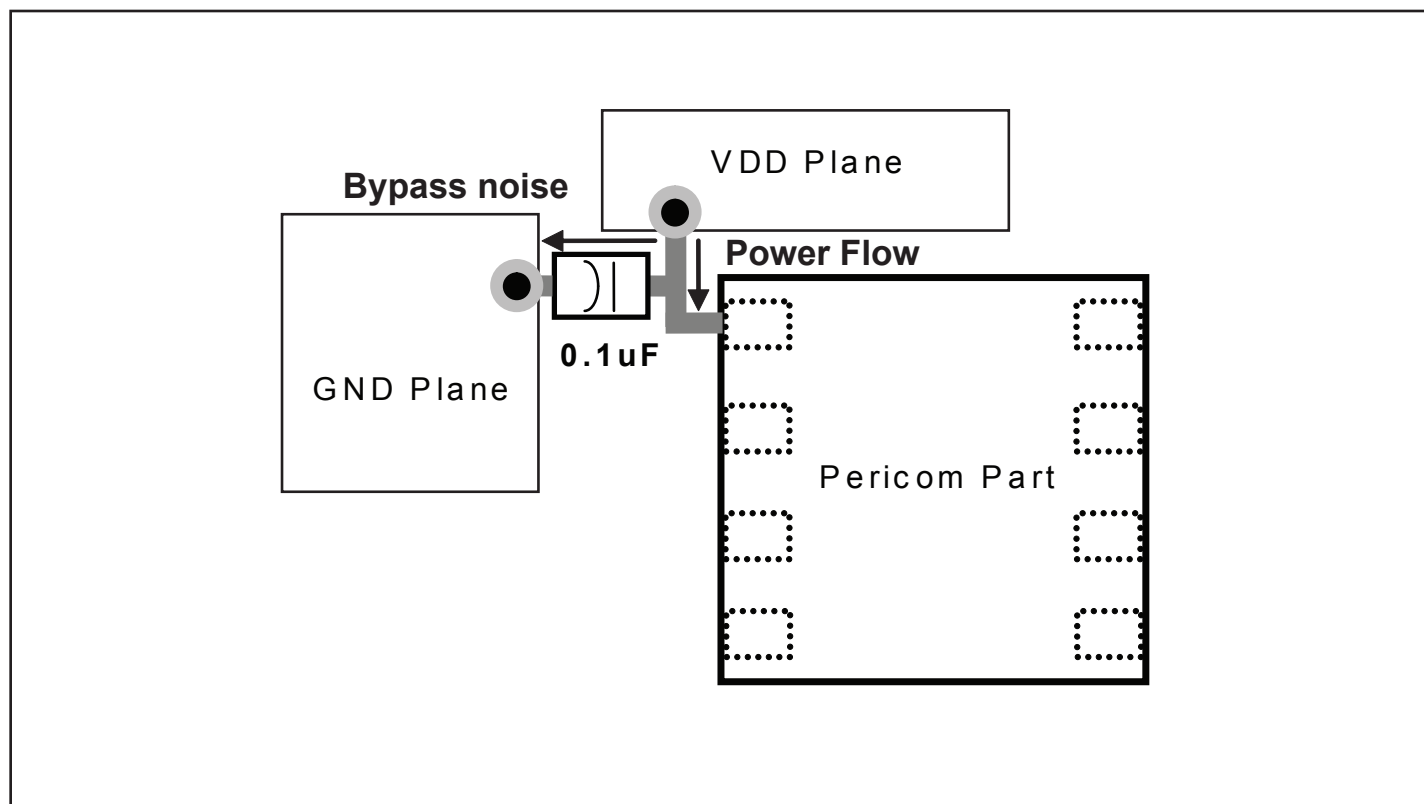 VDD Plane
Bypass noise
Power Flow
0.1uF
GND Plane
Pericom Part